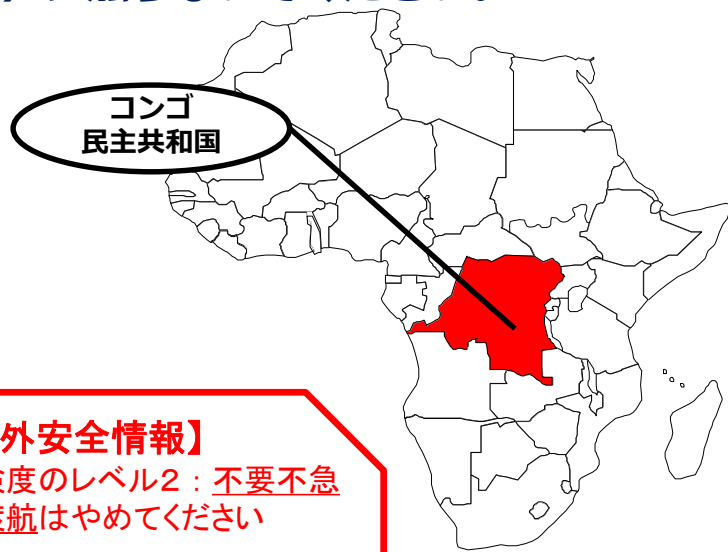 コンゴ
民主共和国
外安全情報】
度のレベル２：不要不急
航はやめてください